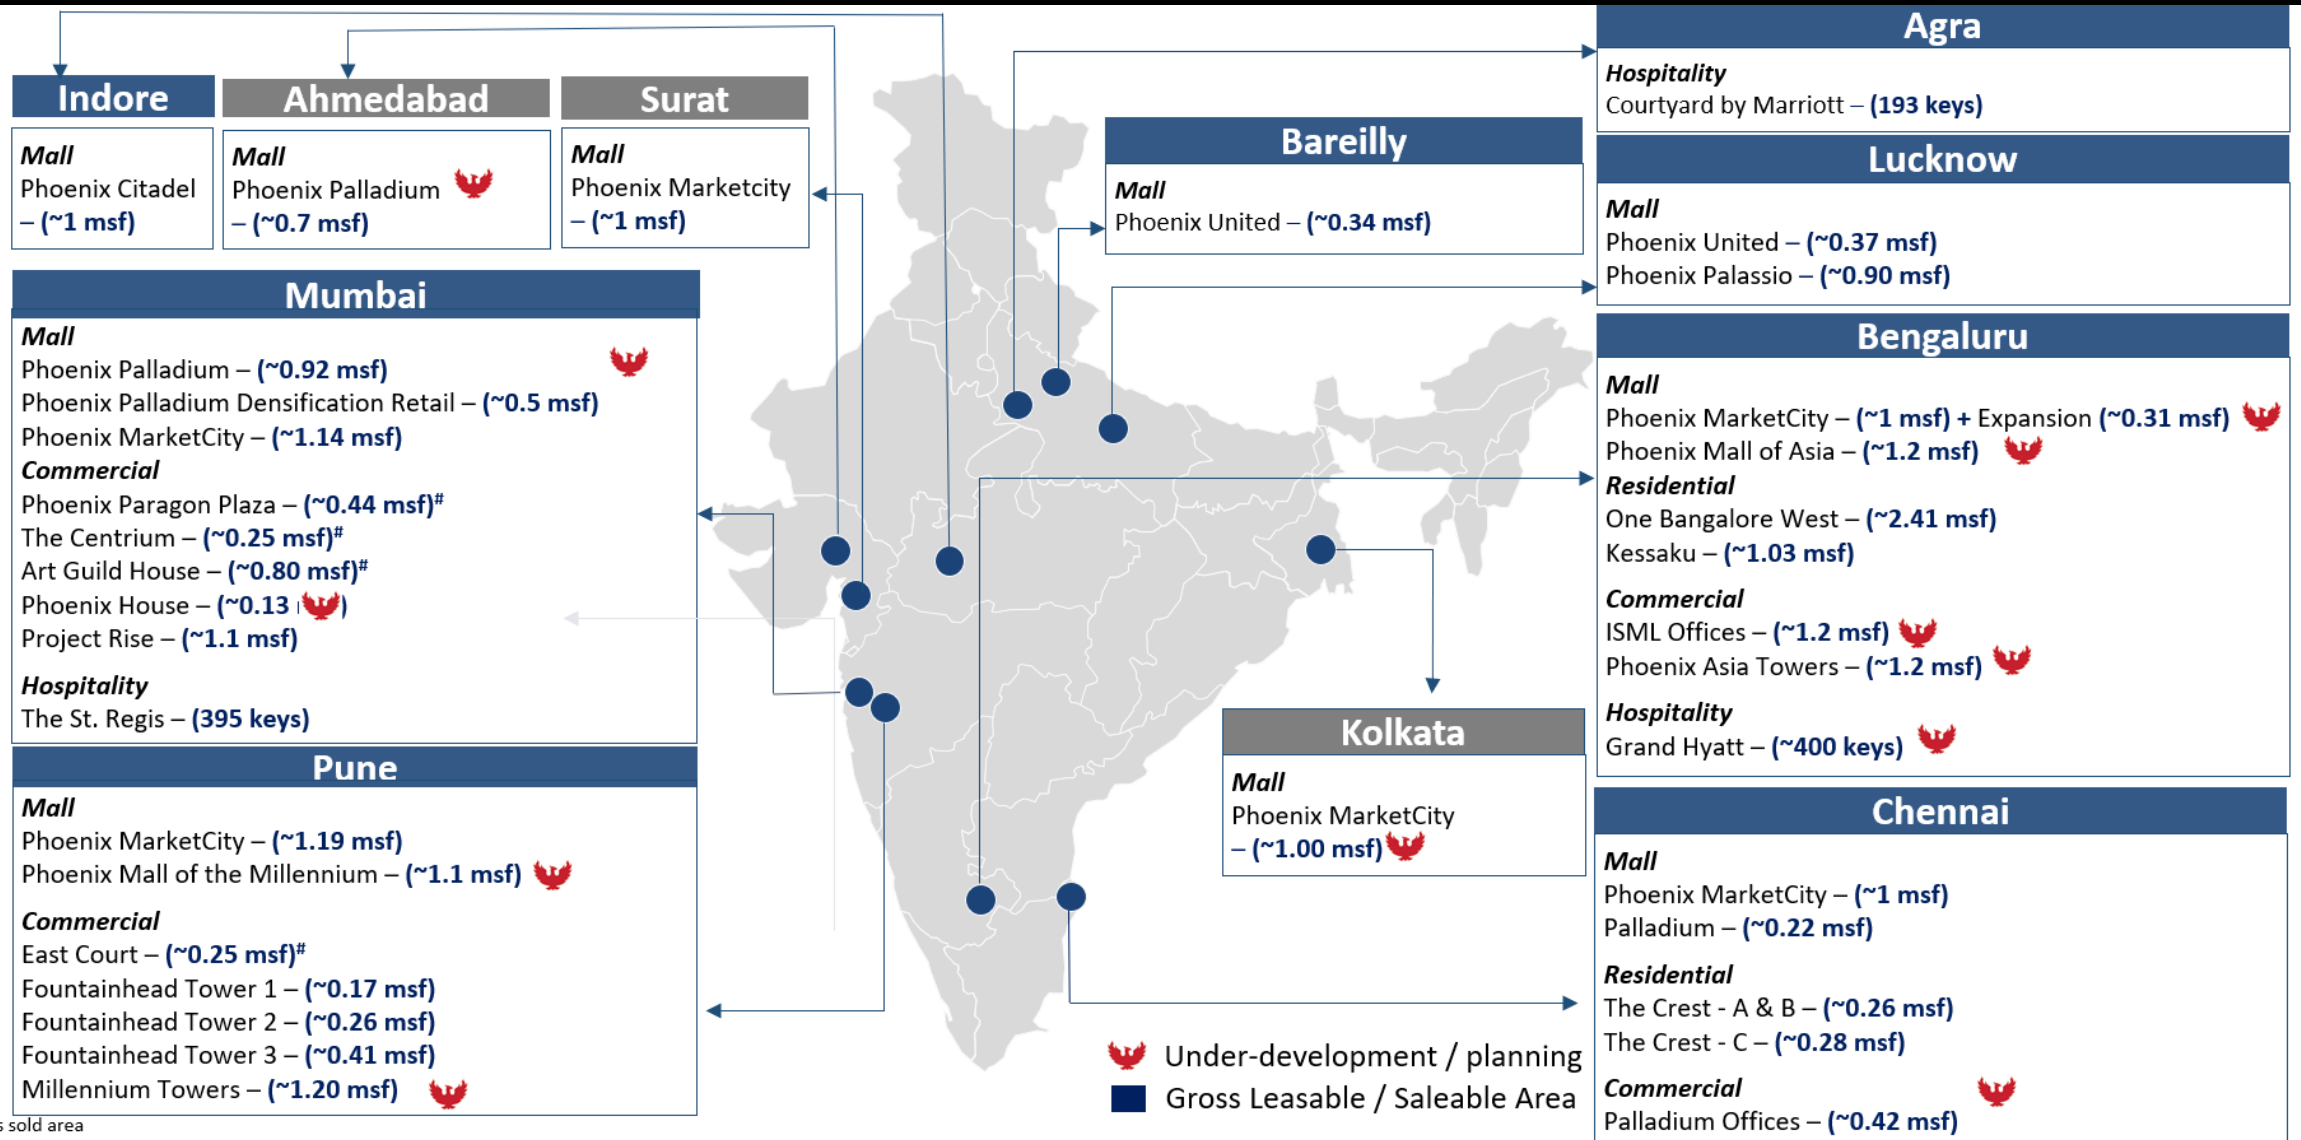 Indore
Mall
Phoenix Citadel
– (~1 msf)
Ahmedabad
Mall
Phoenix Palladium
– (~0.7 msf)
Surat
Mall
Phoenix Marketcity
– (~1 msf)
Mumbai
Mall
Phoenix Palladium – (~0.92 msf)
Phoenix Palladium Densification Retail – (~0.5 msf)
Phoenix MarketCity – (~1.14 msf)
Commercial
Phoenix Paragon Plaza – (~0.44 msf)#
The Centrium – (~0.25 msf)#
Art Guild House – (~0.80 msf)#
Phoenix House – (~0.13 )
Project Rise – (~1.1 msf)
Hospitality
The St. Regis – (395 keys)
Pune
Mall
Phoenix MarketCity – (~1.19 msf)
Phoenix Mall of the Millennium – (~1.1 msf)
Commercial
East Court – (~0.25 msf)#
Fountainhead Tower 1 – (~0.17 msf)
Fountainhead Tower 2 – (~0.26 msf)
Fountainhead Tower 3 – (~0.41 msf)
Millennium Towers – (~1.20 msf)
s sold area
Bareilly
Mall
Phoenix United – (~0.34 msf)
Kolkata
Mall
Phoenix MarketCity
– (~1.00 msf)
Under-development / planning
Gross Leasable / Saleable Area
Agra
Hospitality
Courtyard by Marriott – (193 keys)
Lucknow
Mall
Phoenix United – (~0.37 msf)
Phoenix Palassio – (~0.90 msf)
Bengaluru
Mall
Phoenix MarketCity – (~1 msf) + Expansion (~0.31 msf)
Phoenix Mall of Asia – (~1.2 msf)
Residential
One Bangalore West – (~2.41 msf)
Kessaku – (~1.03 msf)
Commercial
ISML Offices – (~1.2 msf)
Phoenix Asia Towers – (~1.2 msf)
Hospitality
Grand Hyatt – (~400 keys)
Chennai
Mall
Phoenix MarketCity – (~1 msf)
Palladium – (~0.22 msf)
Residential
The Crest - A & B – (~0.26 msf)
The Crest - C – (~0.28 msf)
Commercial
Palladium Offices – (~0.42 msf)